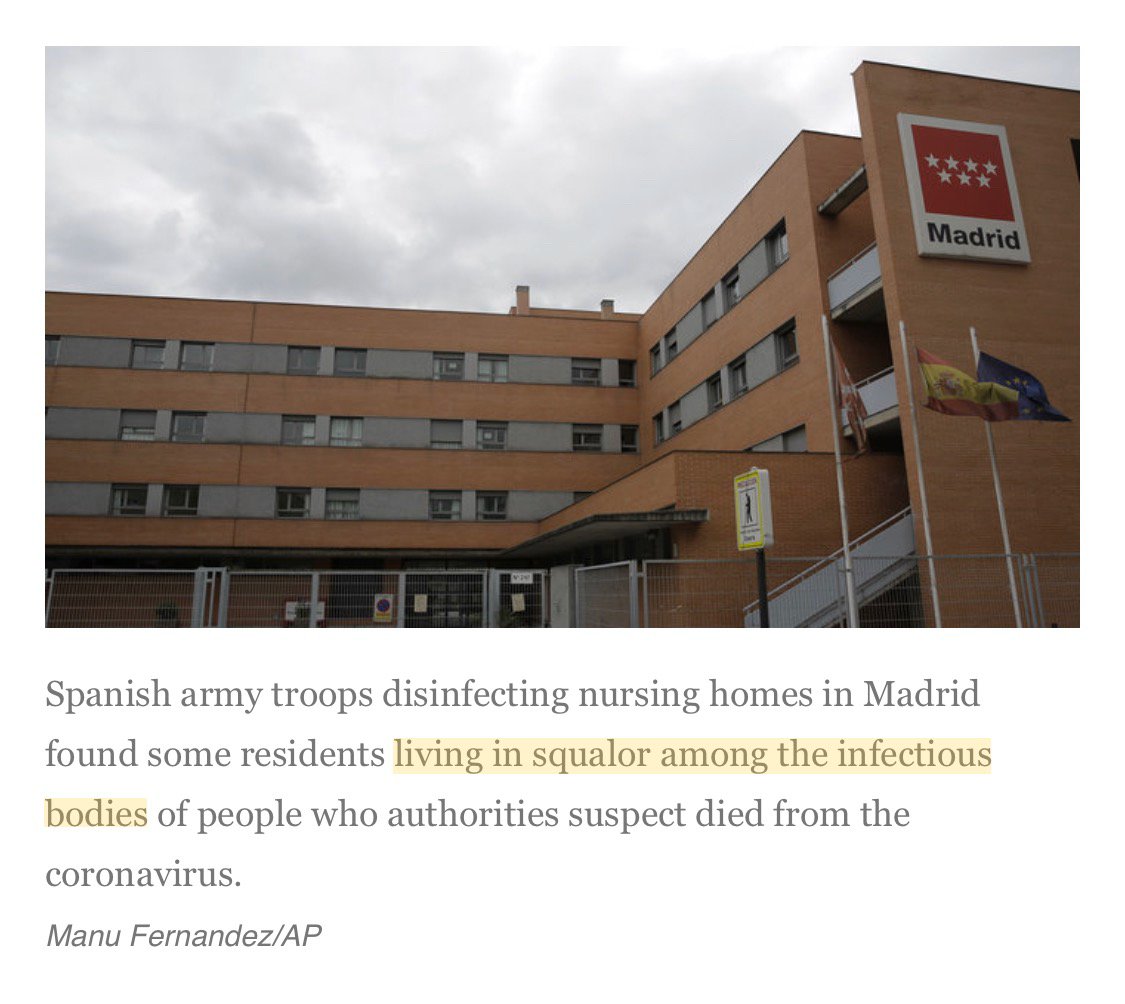 Madrid
Spanish army troops disinfecting nursing homes in Madrid
found some residents living in squalor among the infectious
bodies of people who authorities suspect died from the
coronavirus.
Manu Fernandez/AP